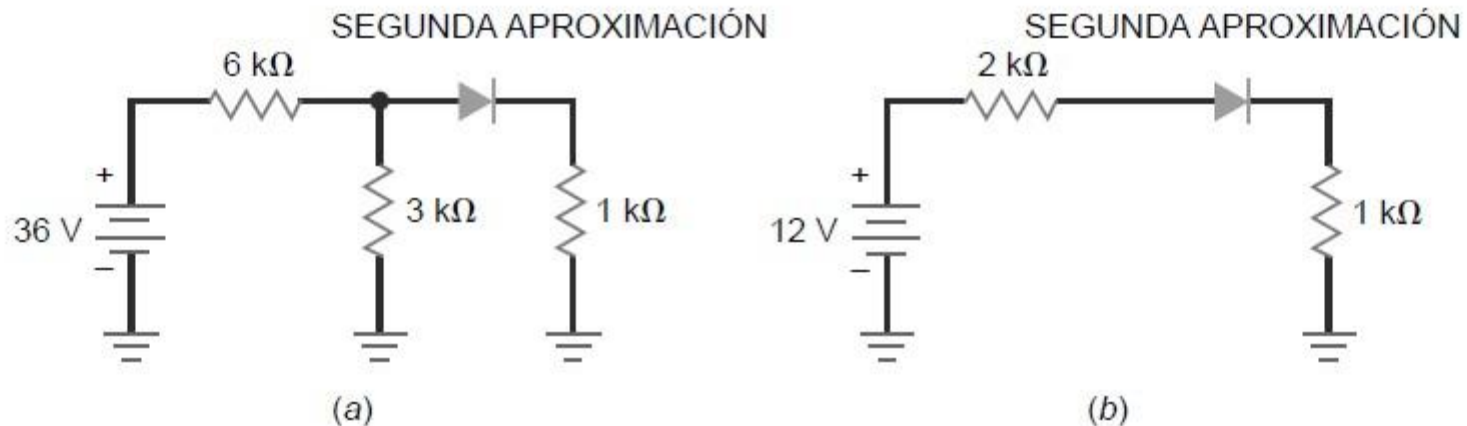 SEGUNDA APROXIMACIÓN
6 kΩ
+
36 V
–
3 kΩ
1 kΩ
(a)
SEGUNDA APROXIMACIÓN
2 kΩ
+
12 V
–
1 kΩ
(b)